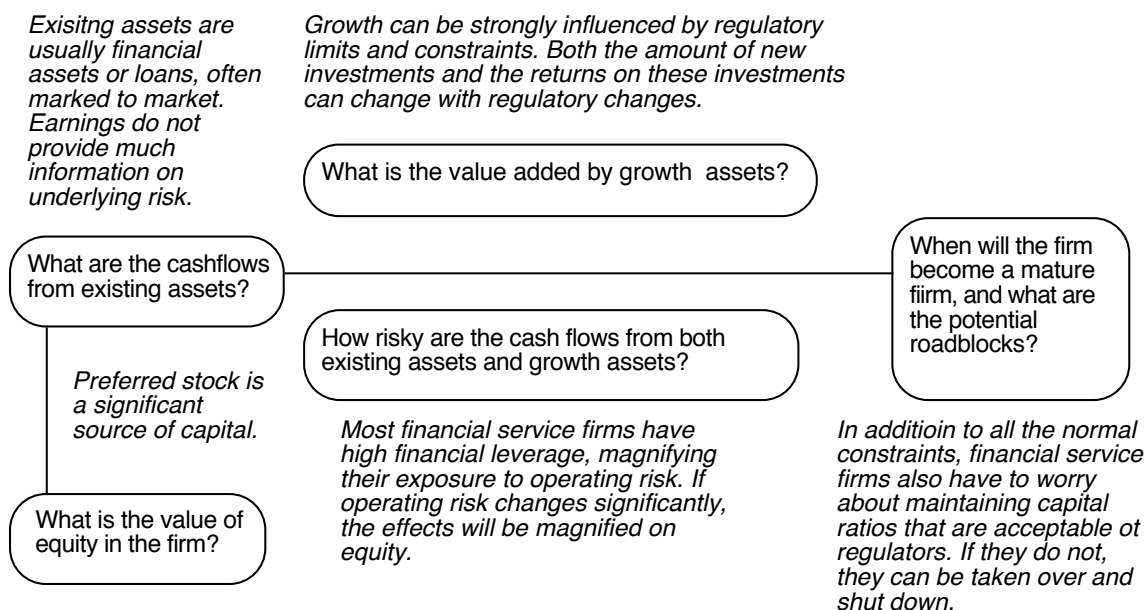 Exisitng assets are
usually financial
assets or loans, often
marked to market.
Earnings do not
provide much
information on
underlying risk.
Growth can be strongly influenced by regulatory
limits and constraints. Both the amount of new
investments and the returns on these investments
can change with regulatory changes.
What is the value added by growth  assets?
What are the cashflows
from existing assets?
When will the firm
become a mature
fiirm, and what are
the potential
roadblocks?
How risky are the cash flows from both
existing assets and growth assets?
Preferred stock is
a significant
source of capital.
Most financial service firms have
high financial leverage, magnifying
their exposure to operating risk. If
operating risk changes significantly,
the effects will be magnified on
equity.
In additioin to all the normal
constraints, financial service
firms also have to worry
about maintaining capital
ratios that are acceptable ot
regulators. If they do not,
they can be taken over and
shut down.
What is the value of
equity in the firm?